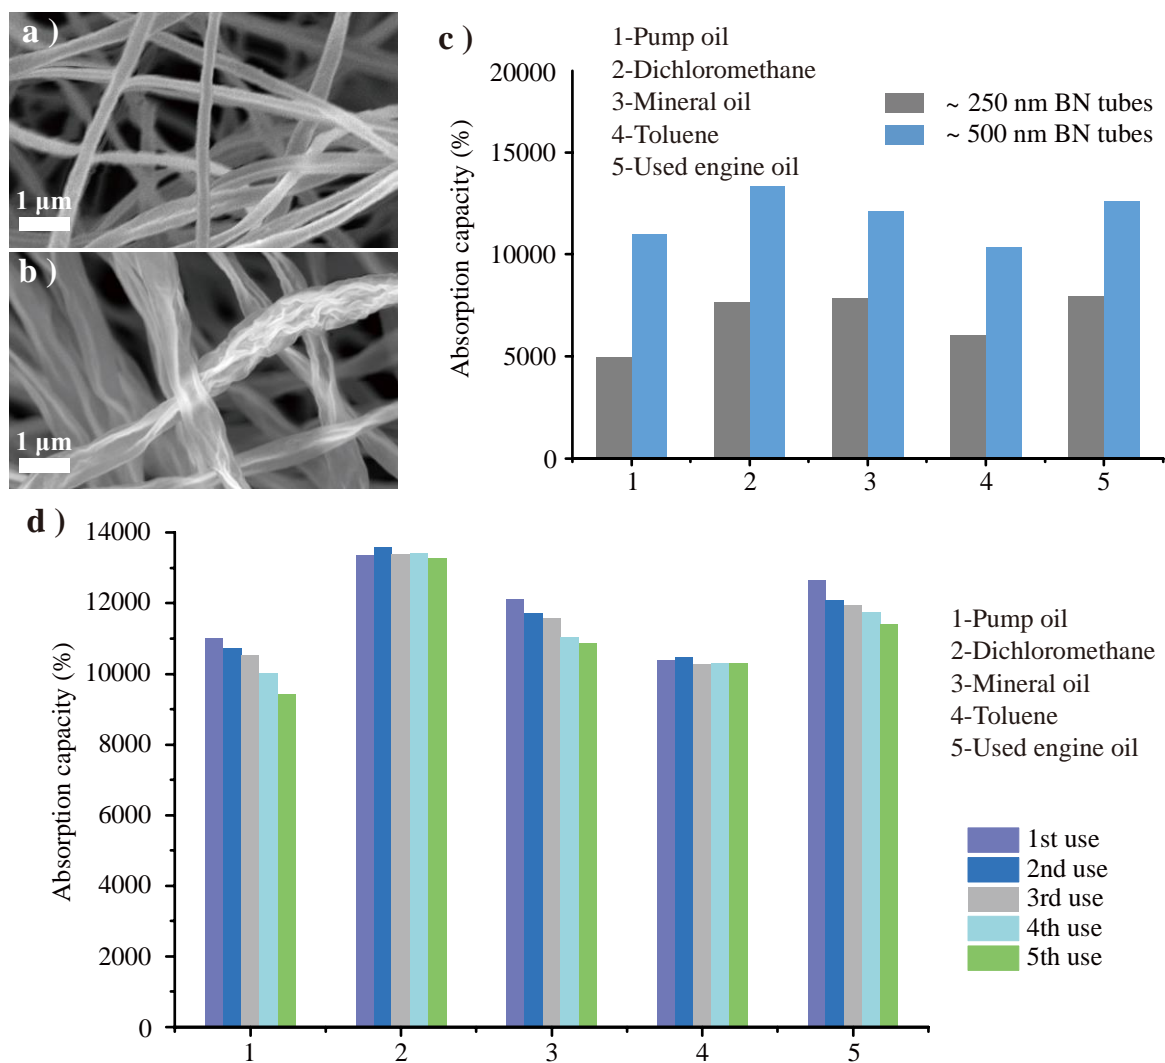 a )
1 μm
b )
1 μm
c )
1-Pump oil
2-Dichloromethane
3-Mineral oil
4-Toluene
5-Used engine oil
~ 250 nm BN tubes
~ 500 nm BN tubes
Absorption capacity (%)
20000
15000
10000
5000
0
1 2 3 4 5
d )
Absorption capacity (%)
14000
12000
10000
8000
6000
4000
2000
0
1 2 3 4 5
1-Pump oil
2-Dichloromethane
3-Mineral oil
4-Toluene
5-Used engine oil
1st use
2nd use
3rd use
4th use
5th use